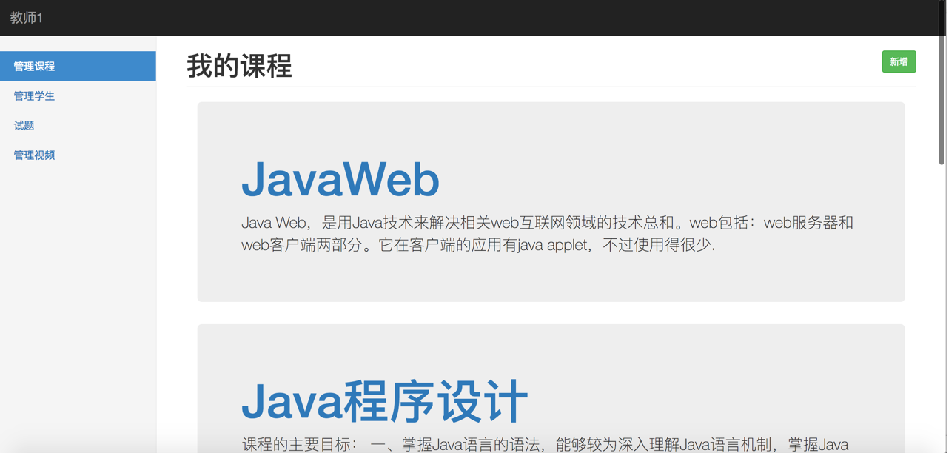 教师1
管理课程
管理学生
试题
管理视频
我的课程
新增
JavaWeb
Java Web，是用Java技术来解决相关web互联网领域的技术总和。web包括：web服务器和
web客户端两部分。它在客户端的应用有java applet，不过使用得很少.
Java程序设计
课程的主要目标： 一、掌握Java语言的语法，能够较为深入理解Java语言机制，掌握Java